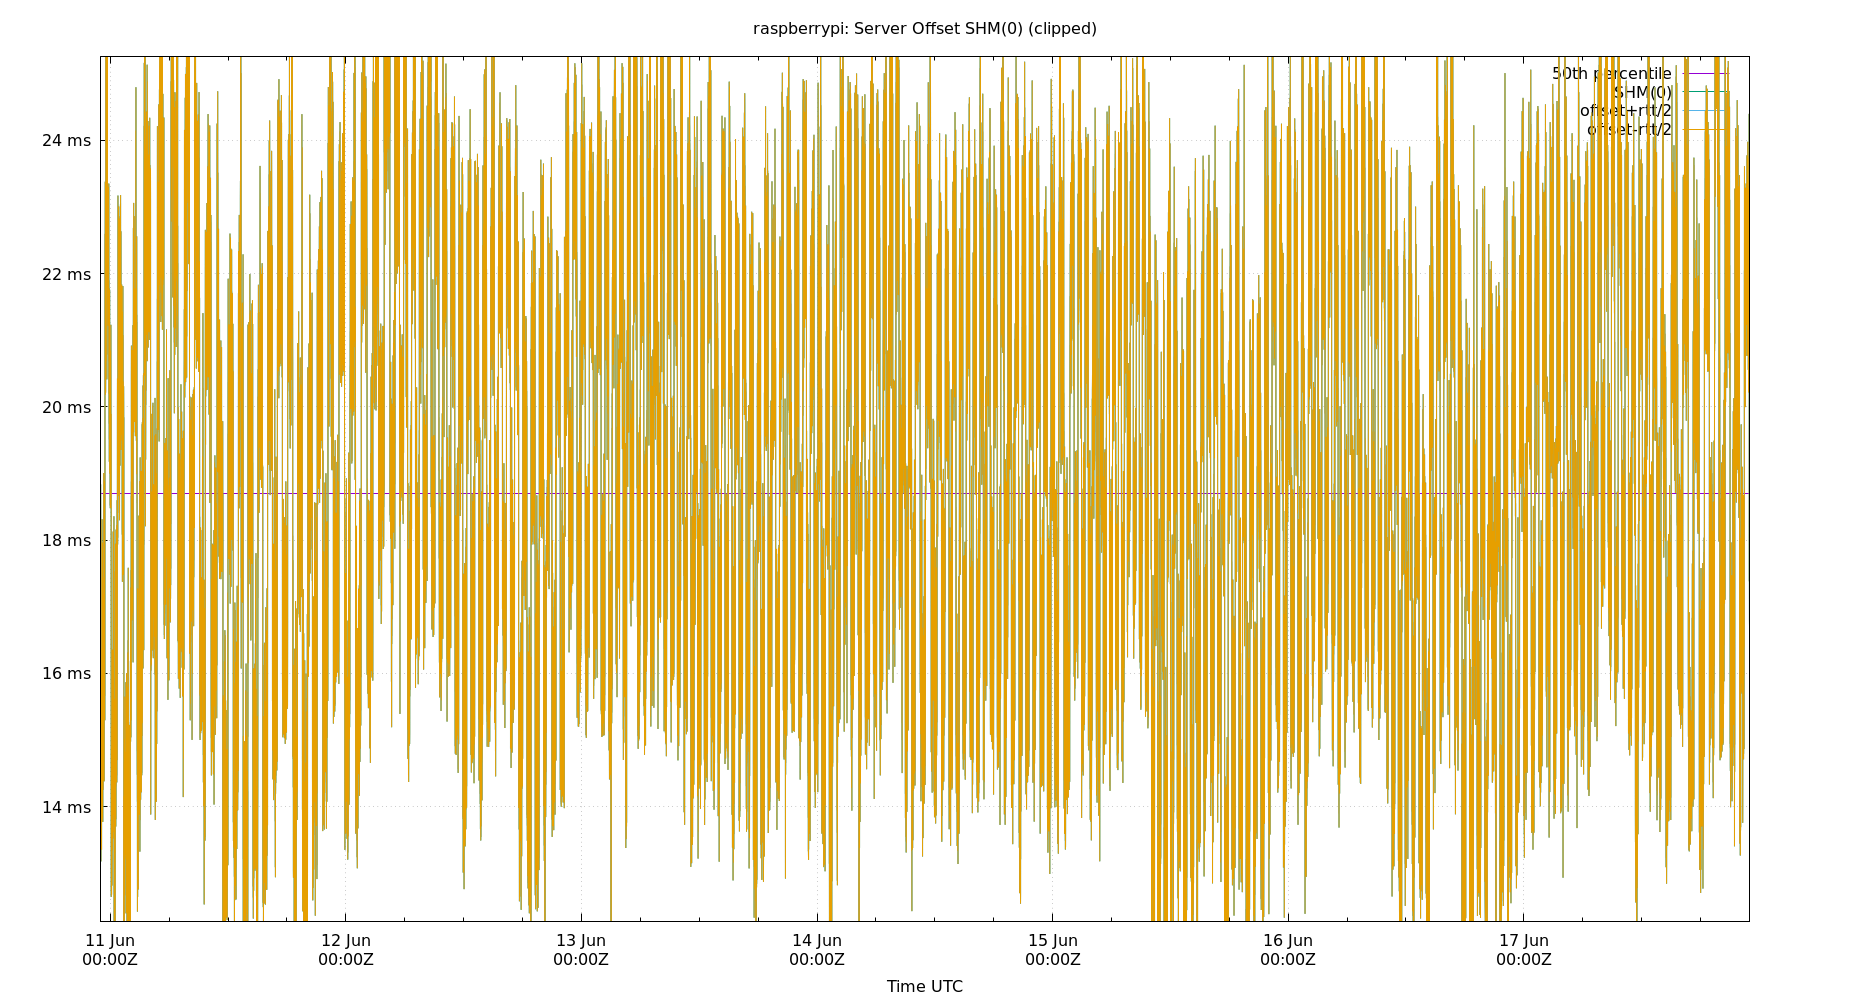 raspberrypi: Server Offset SHM(0) (clipped)
50th percentile
SHM(0)
offset+rtt/2
offset-rtt/2
24 ms
22 ms
20 ms
18 ms
16 ms
14 ms
11 Jun 12 Jun 13 Jun 14 Jun 15 Jun 16 Jun 17 Jun
00:00Z 00:00Z 00:00Z 00:00Z 00:00Z 00:00Z 00:00Z
Time UTC